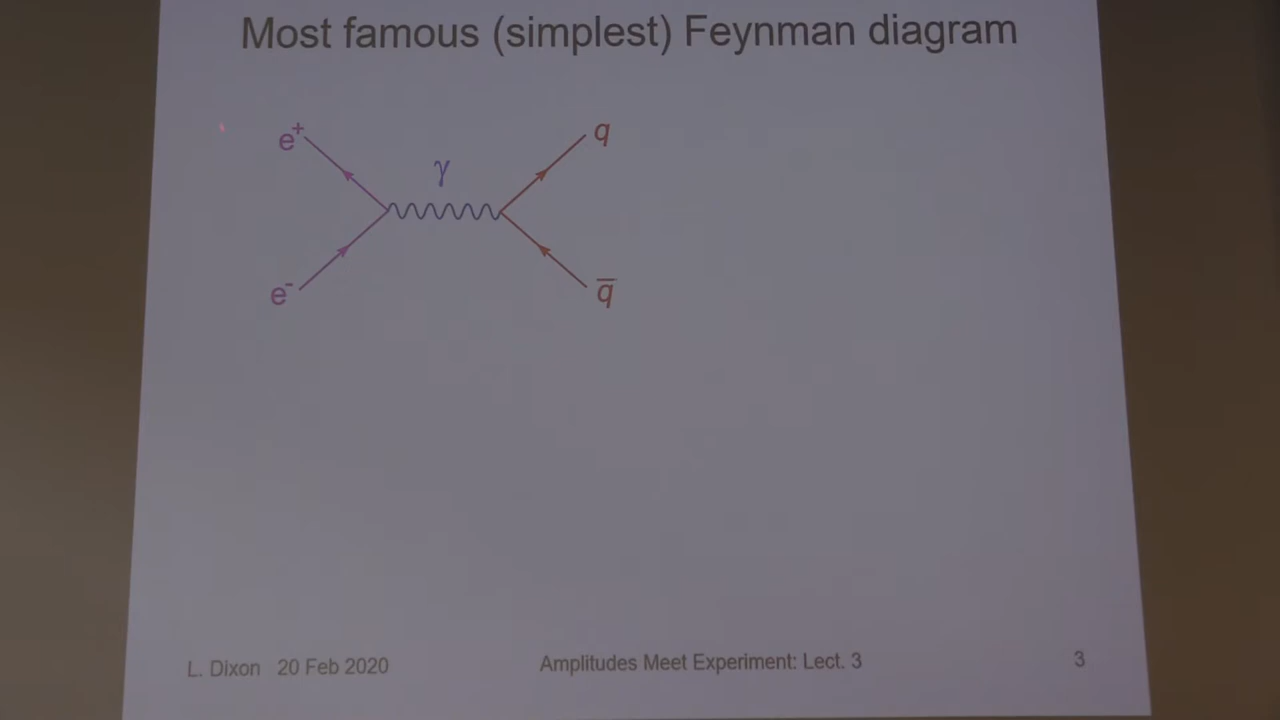 Most famous (simplest) Feynman diagram
e⁺
γ
q
e⁻
q̅
L. Dixon 20 Feb 2020
Amplitudes Meet Experiment: Lect. 3
3